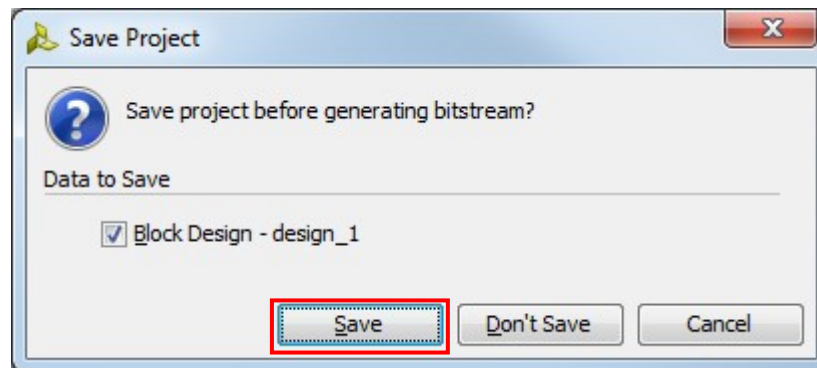 Save Project
Save project before generating bitstream?
Data to Save
Block Design - design_1
Save Don't Save Cancel